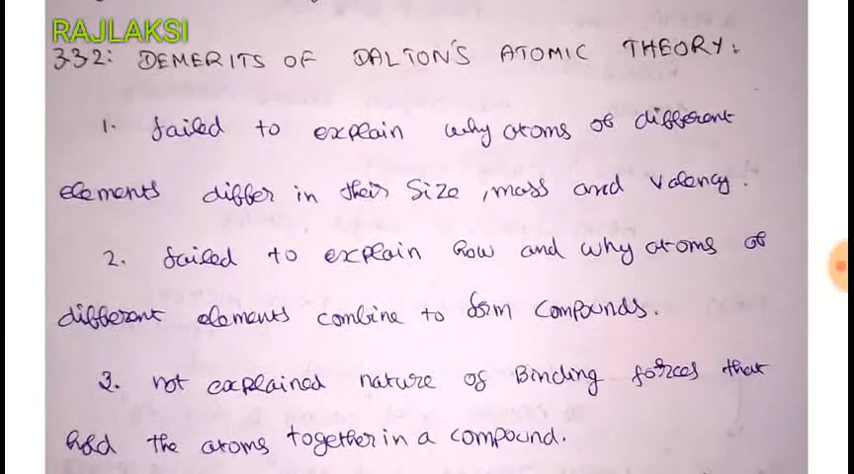 RAJLAKSI
3.3.2: DEMERITS OF DALTON'S ATOMIC THEORY:
1. failed to explain why atoms of different
elements differ in their Size, mass and Valency.
2. failed to explain how and why atoms of
different elements combine to form compounds.
3. not explained nature of Binding forces that
hold the atoms together in a compound.